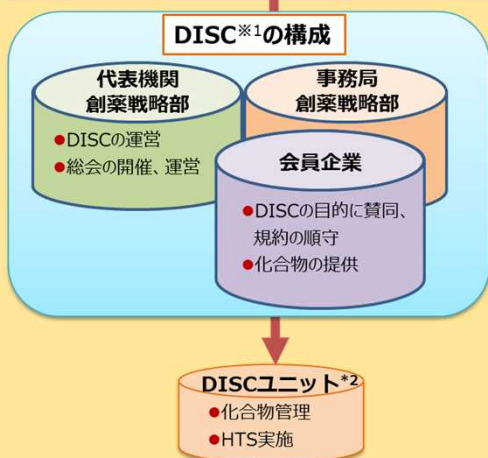 DISC※1の構成
代表機関
創薬戦略部
●DISCの運営
●総会の開催、運営
事務局
創薬戦略部
会員企業
●DISCの目的に賛同、
規約の順守
●化合物の提供
DISCユニット*2
●化合物管理
●HTS実施